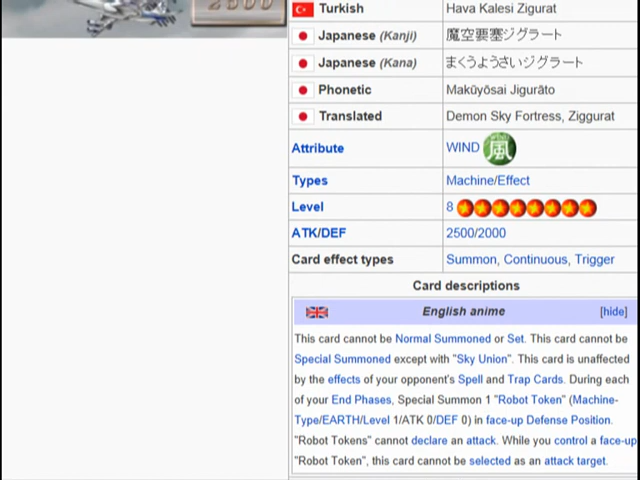 2500
Turkish Hava Kalesi Zigurat
Japanese (Kanji) 魔空要塞ジグラート
Japanese (Kana) まくうようさいジグラート
Phonetic Makūyōsai Jigurāto
Translated Demon Sky Fortress, Ziggurat
Attribute WIND 風
Types Machine/Effect
Level 8
ATK/DEF 2500/2000
Card effect types Summon, Continuous, Trigger
Card descriptions
English anime [hide]
This card cannot be Normal Summoned or Set. This card cannot be
Special Summoned except with "Sky Union". This card is unaffected
by the effects of your opponent's Spell and Trap Cards. During each
of your End Phases, Special Summon 1 "Robot Token" (Machine-
Type/EARTH/Level 1/ATK 0/DEF 0) in face-up Defense Position.
"Robot Tokens" cannot declare an attack. While you control a face-up
"Robot Token", this card cannot be selected as an attack target.